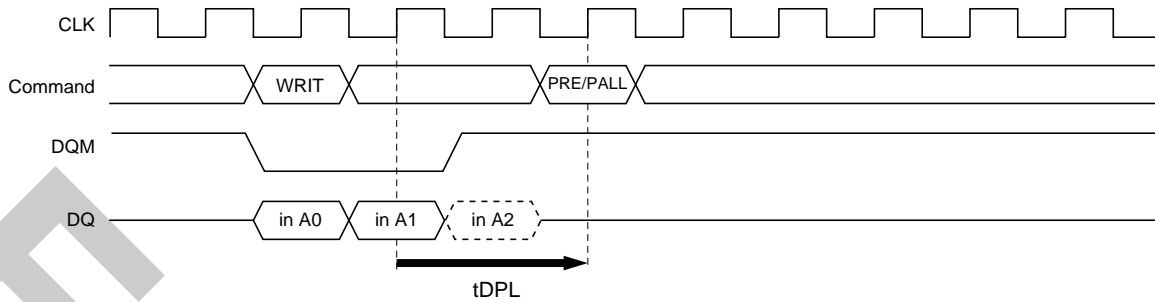 CLK
Command
WRIT
PRE/PALL
DQM
DQ
in A0
in A1
in A2
tDPL